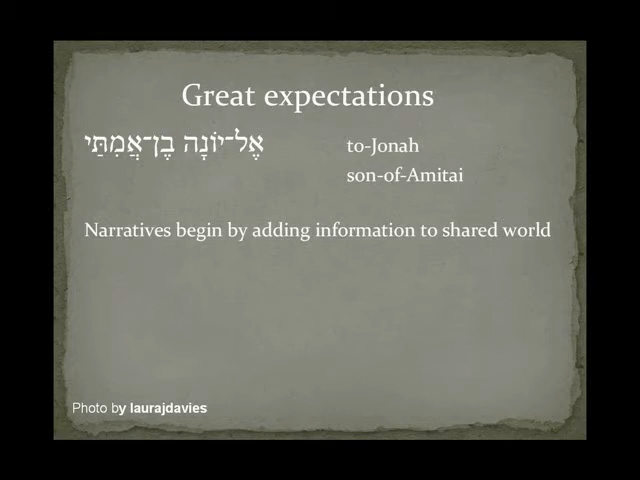 Great expectations
אֶל־יוֹנָה בֶן־אֲמִתַּי to-Jonah
son-of-Amitai
Narratives begin by adding information to shared world
Photo by laurajdavies